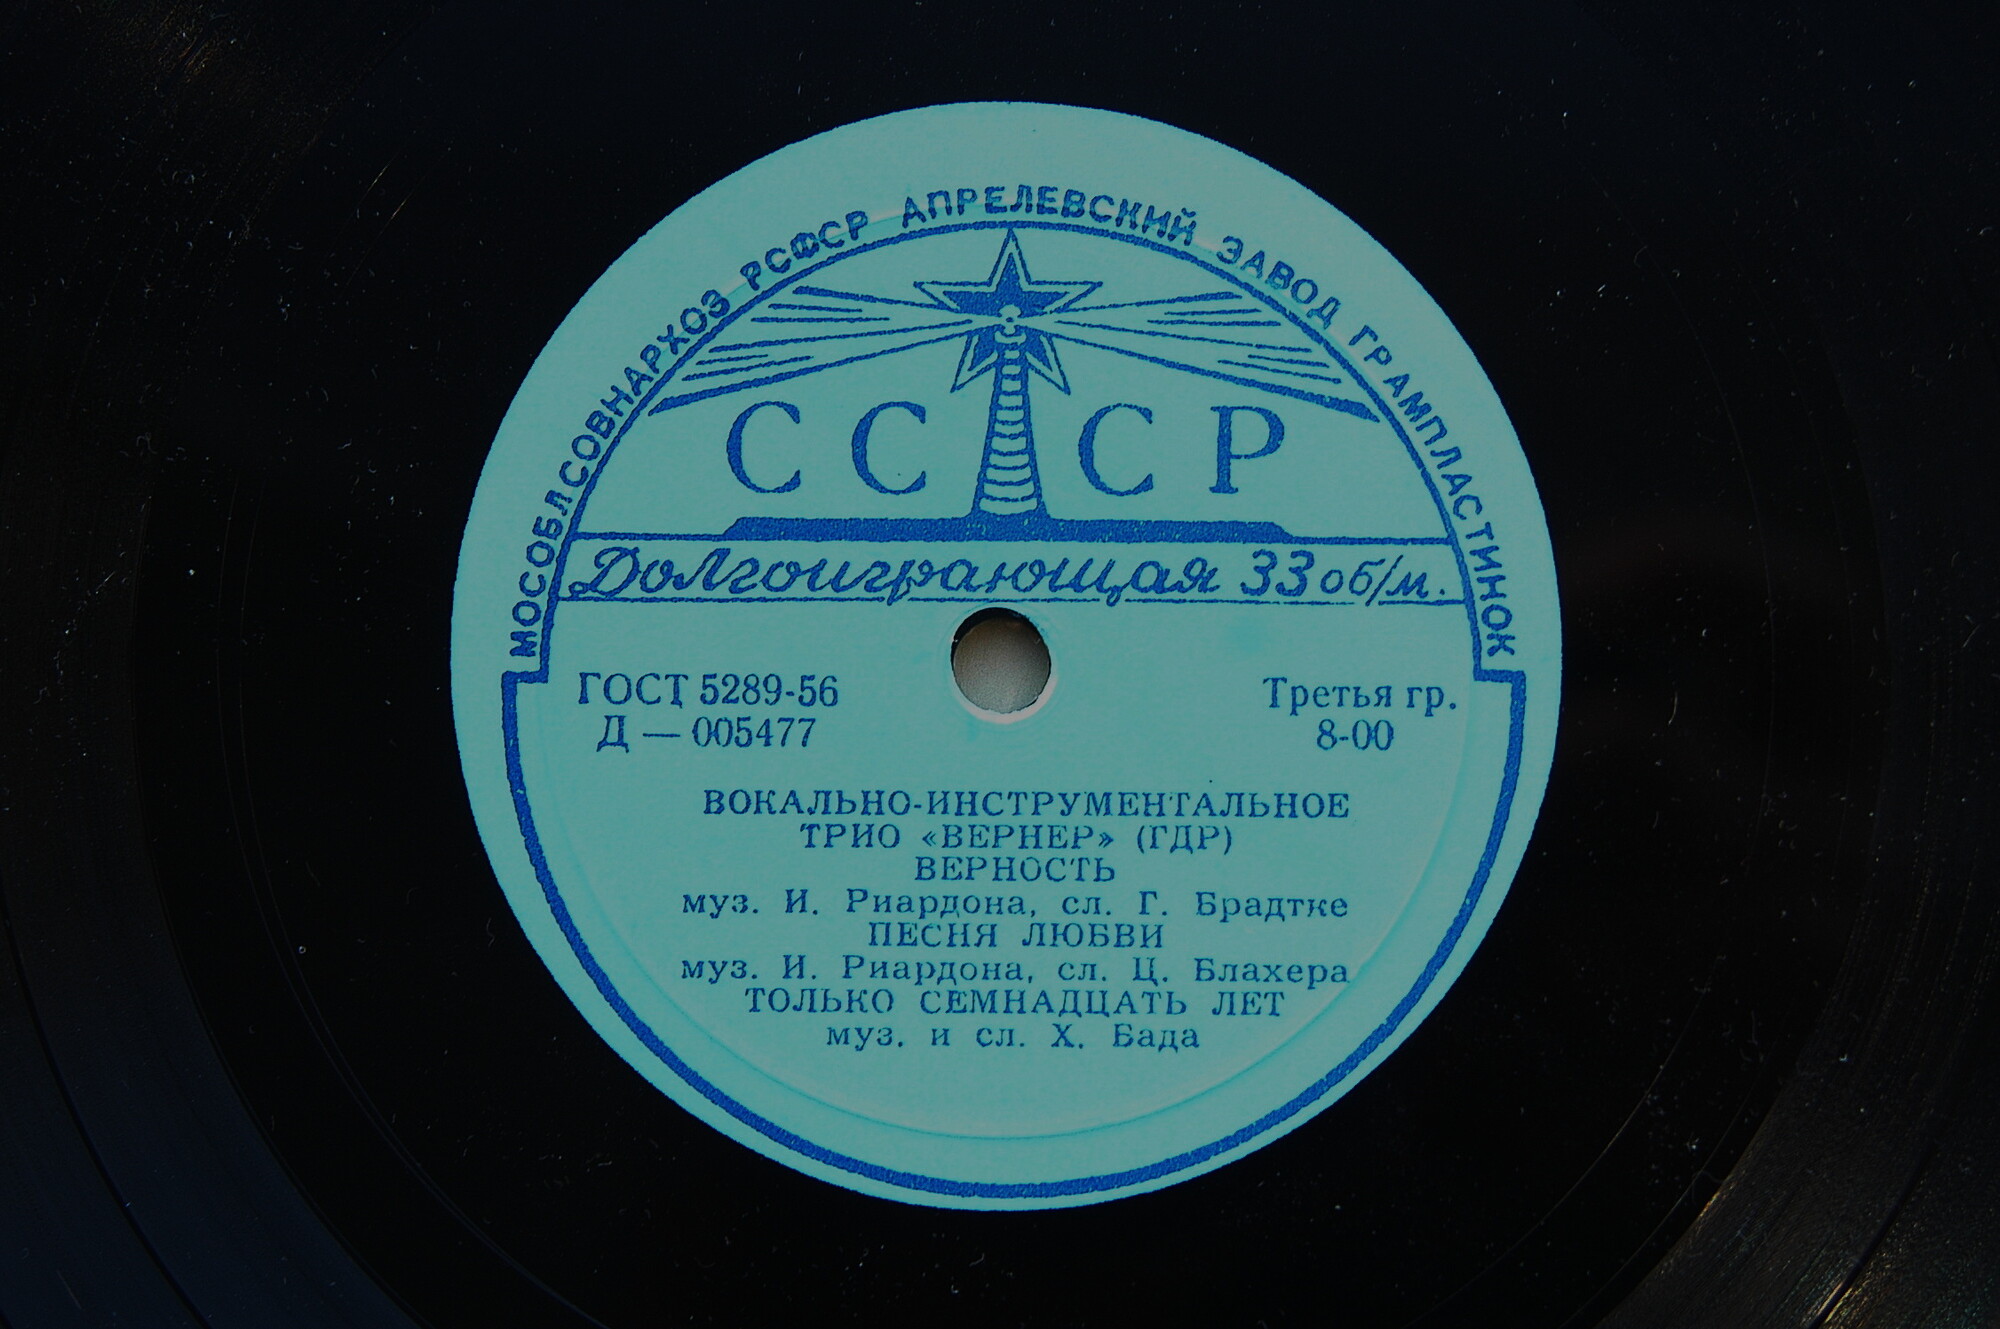 МОСОБЛСОВНАРХОЗ РСФСР АПРЕЛЕВСКИЙ ЗАВОД ГРАМПЛАСТИНОК
СССР
Долгоиграющая 33 об/м.
ГОСТ 5289-56
Д — 005477
Третья гр.
8-00
ВОКАЛЬНО-ИНСТРУМЕНТАЛЬНОЕ
ТРИО «ВЕРНЕР» (ГДР)
ВЕРНОСТЬ
муз. И. Риардона, сл. Г. Брадтке
ПЕСНЯ ЛЮБВИ
муз. И. Риардона, сл. Ц. Блахера
ТОЛЬКО СЕМНАДЦАТЬ ЛЕТ
муз. и сл. Х. Бада